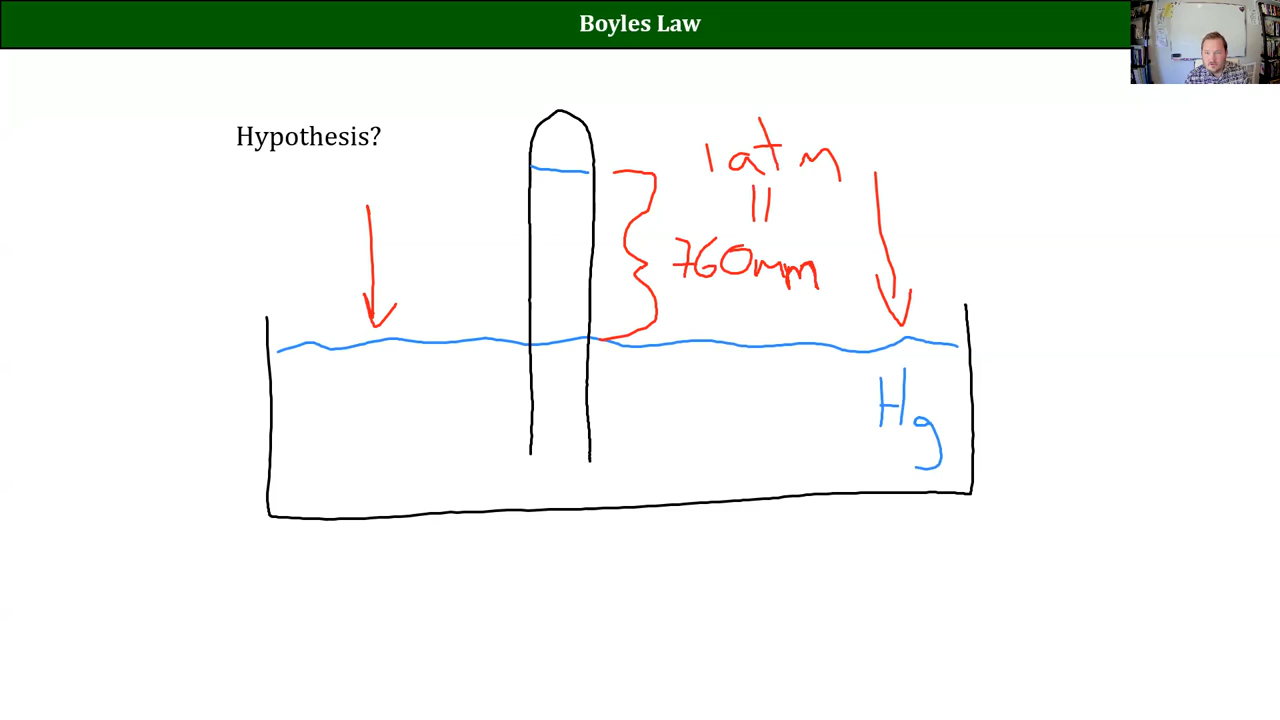 Boyles Law
Hypothesis?
1 atm
=
760mm
Hg